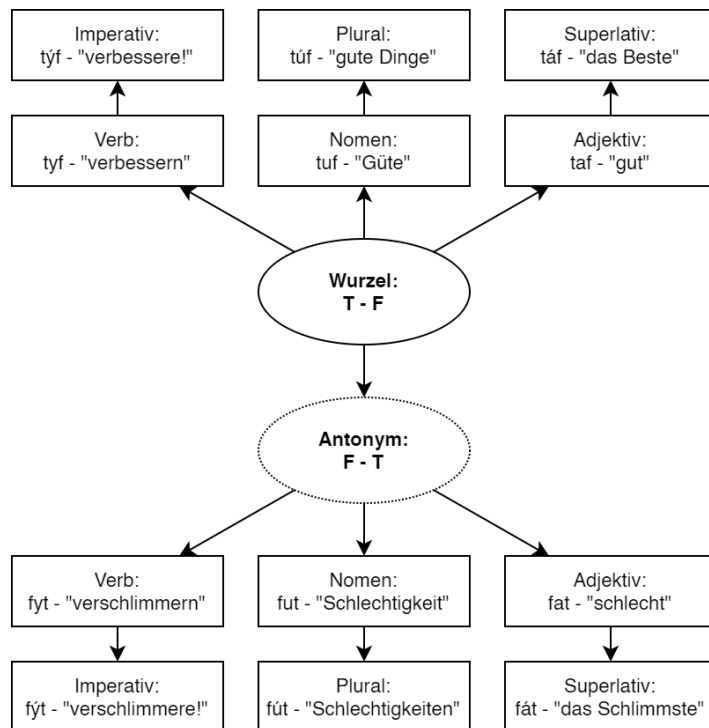 Imperativ:
týf - "verbessere!"
Plural:
túf - "gute Dinge"
Superlativ:
táf - "das Beste"
Verb:
tyf - "verbessern"
Nomen:
tuf - "Güte"
Adjektiv:
taf - "gut"
Wurzel:
T - F
Antonym:
F - T
Verb:
fyt - "verschlimmern"
Nomen:
fut - "Schlechtigkeit"
Adjektiv:
fat - "schlecht"
Imperativ:
fýt - "verschlimmere!"
Plural:
fút - "Schlechtigkeiten"
Superlativ:
fát - "das Schlimmste"